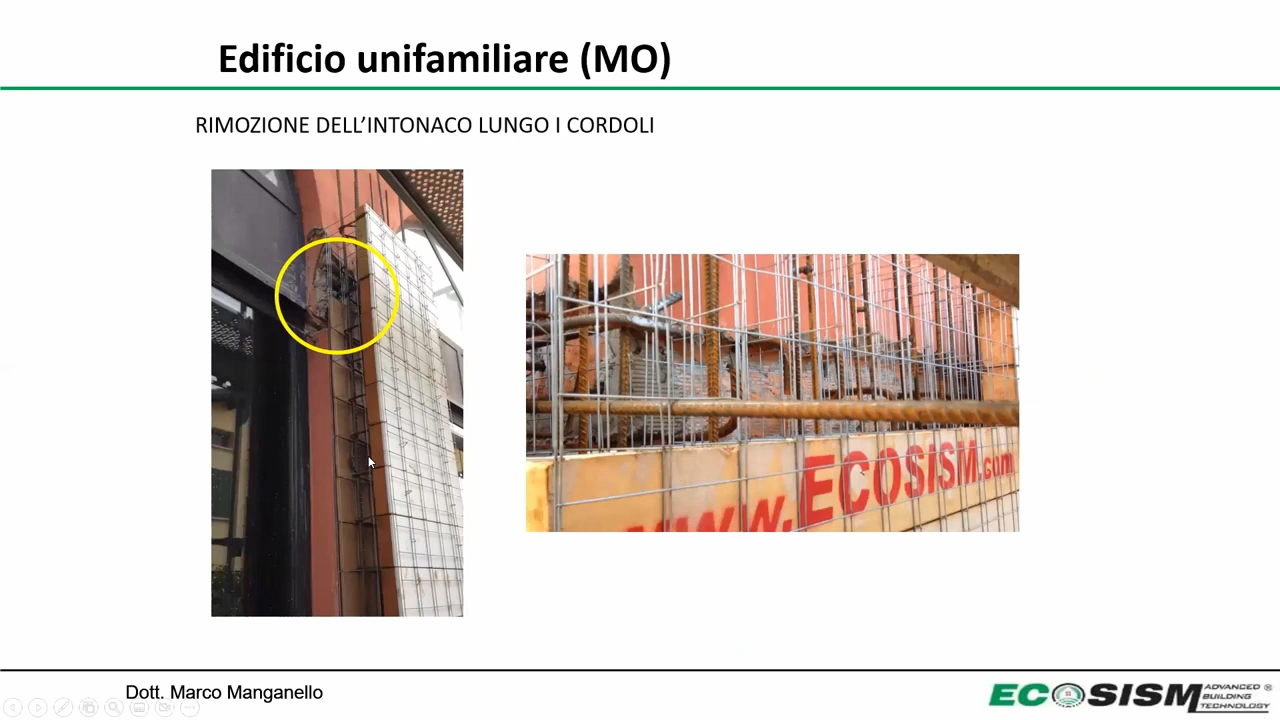 Edificio unifamiliare (MO)
RIMOZIONE DELL'INTONACO LUNGO I CORDOLI
www.ECOSISM.com
Dott. Marco Manganello
ECOSISM ADVANCED BUILDING TECHNOLOGY ®